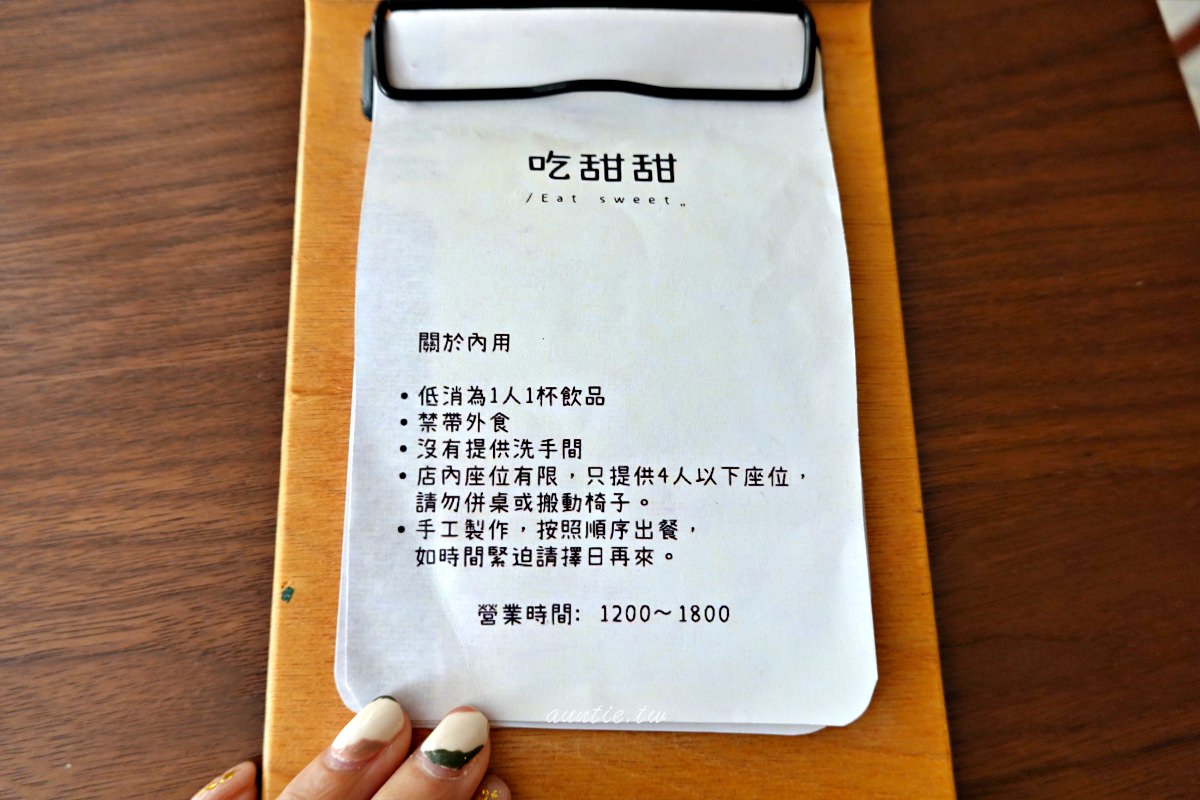 吃甜甜
/Eat sweet„
關於內用
• 低消為1人1杯飲品
• 禁帶外食
• 沒有提供洗手間
• 店內座位有限，只提供4人以下座位，
請勿併桌或搬動椅子。
• 手工製作，按照順序出餐，
如時間緊迫請擇日再來。
營業時間: 1200～1800
auntie.tw